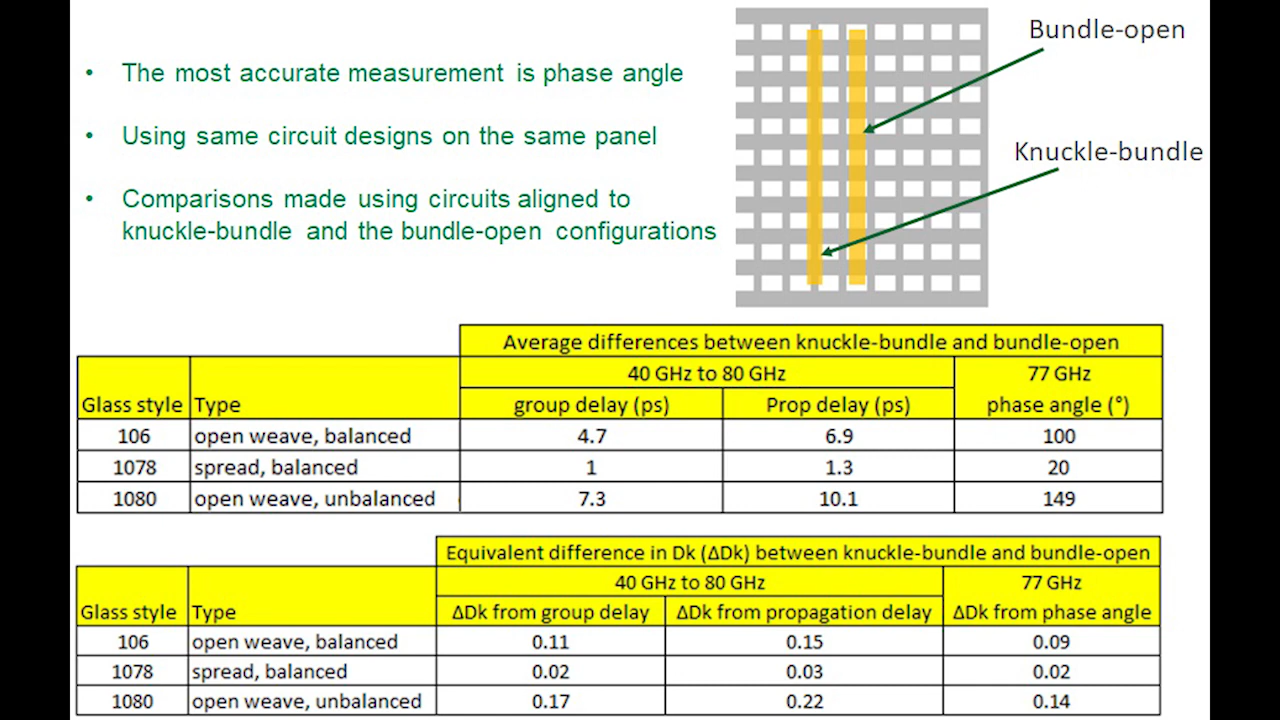 Bundle-open
Knuckle-bundle
• The most accurate measurement is phase angle
• Using same circuit designs on the same panel
• Comparisons made using circuits aligned to
knuckle-bundle and the bundle-open configurations
Average differences between knuckle-bundle and bundle-open
40 GHz to 80 GHz 77 GHz
Glass style Type group delay (ps) Prop delay (ps) phase angle (°)
106 open weave, balanced 4.7 6.9 100
1078 spread, balanced 1 1.3 20
1080 open weave, unbalanced 7.3 10.1 149
Equivalent difference in Dk (ΔDk) between knuckle-bundle and bundle-open
40 GHz to 80 GHz 77 GHz
Glass style Type ΔDk from group delay ΔDk from propagation delay ΔDk from phase angle
106 open weave, balanced 0.11 0.15 0.09
1078 spread, balanced 0.02 0.03 0.02
1080 open weave, unbalanced 0.17 0.22 0.14